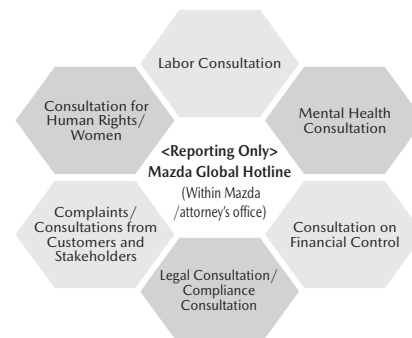 Labor Consultation
Consultation for
Human Rights/
Women
Mental Health
Consultation
<Reporting Only>
Mazda Global Hotline
(Within Mazda
/attorney's office)
Complaints/
Consultations from
Customers and
Stakeholders
Consultation on
Financial Control
Legal Consultation/
Compliance
Consultation